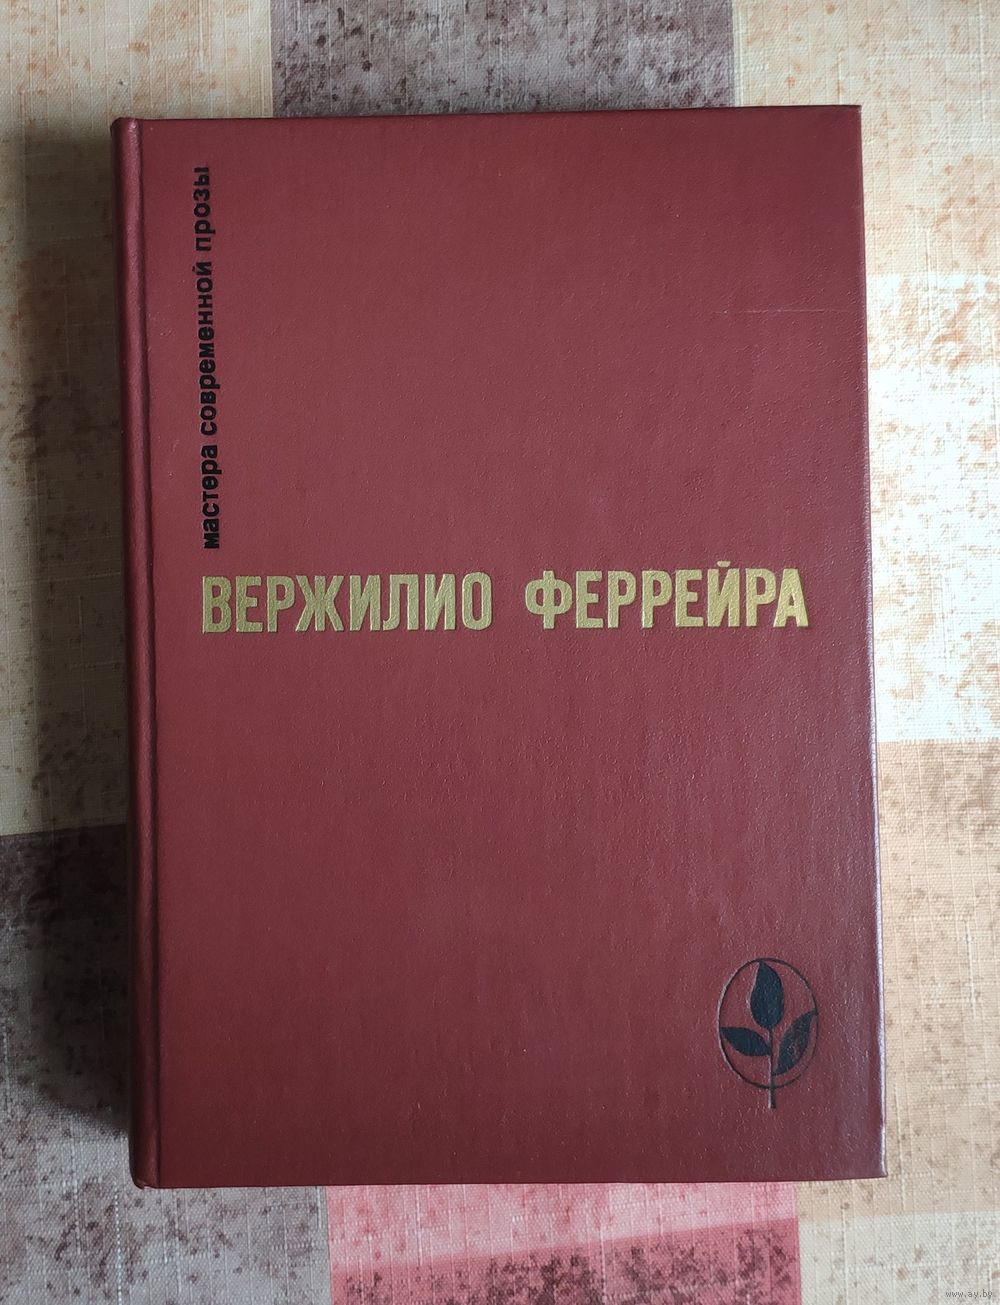 мастера современной прозы
ВЕРЖИЛИО ФЕРРЕЙРА
www.ay.by